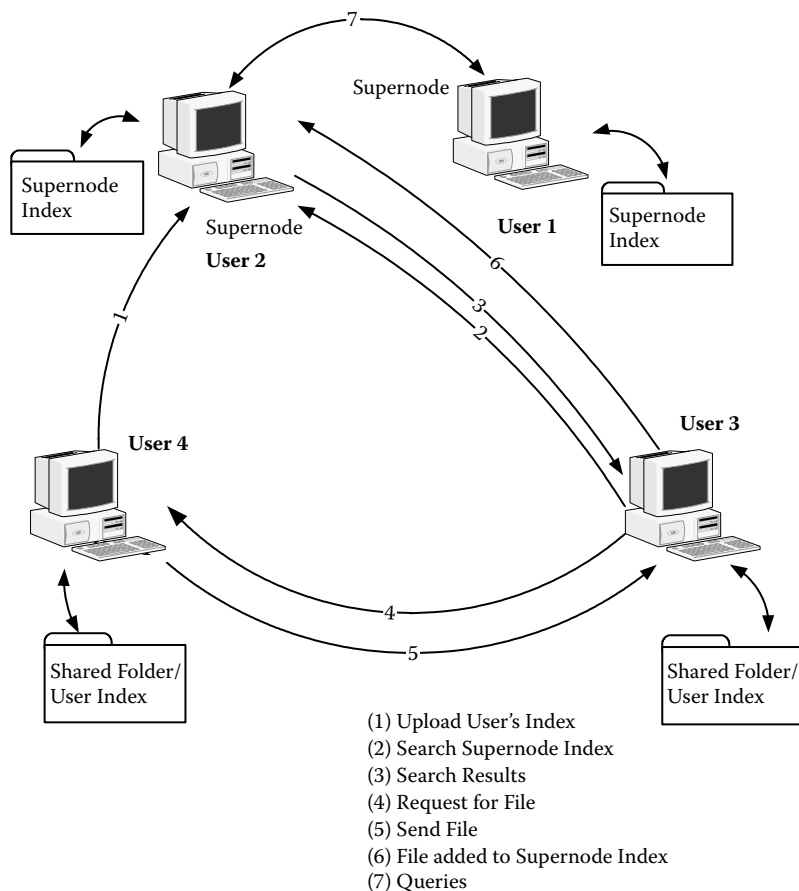 7
Supernode
Supernode
Index
Supernode
User 2
User 1
Supernode
Index
6
3
2
1
User 4
User 3
4
5
Shared Folder/
User Index
Shared Folder/
User Index
(1) Upload User's Index
(2) Search Supernode Index
(3) Search Results
(4) Request for File
(5) Send File
(6) File added to Supernode Index
(7) Queries